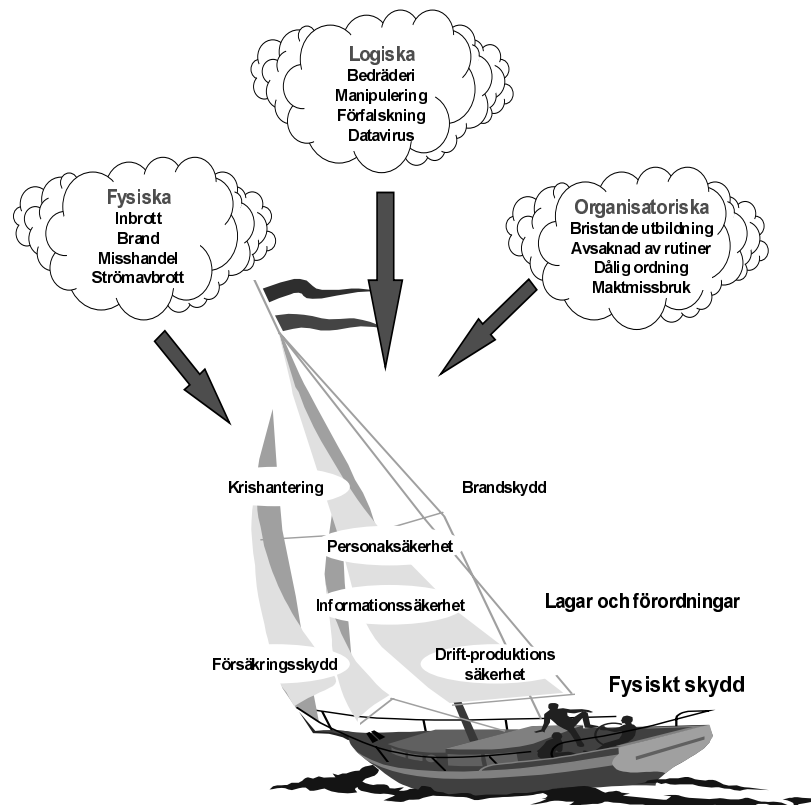 Logiska
Bedräderi
Manipulering
Förfalskning
Datavirus
Fysiska
Inbrott
Brand
Misshandel
Strömavbrott
Organisatoriska
Bristande utbildning
Avsaknad av rutiner
Dålig ordning
Maktmissbruk
Krishantering
Brandskydd
Personaksäkerhet
Informationssäkerhet
Lagar och förordningar
Försäkringsskydd
Drift-produktions
säkerhet
Fysiskt skydd